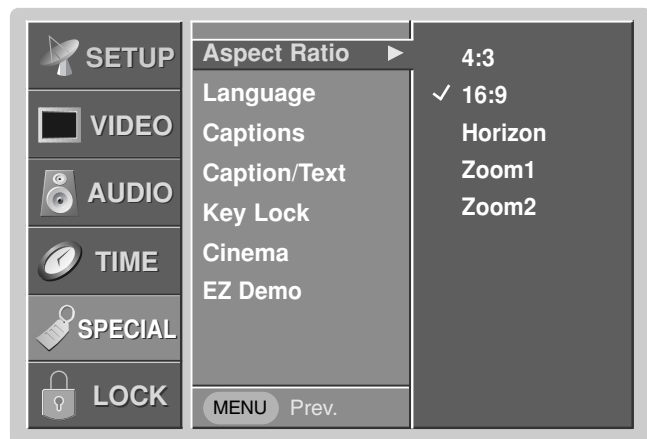 SETUP
VIDEO
AUDIO
TIME
SPECIAL
LOCK
Aspect Ratio
Language
Captions
Caption/Text
Key Lock
Cinema
EZ Demo
MENU Prev.
4:3
16:9
Horizon
Zoom1
Zoom2